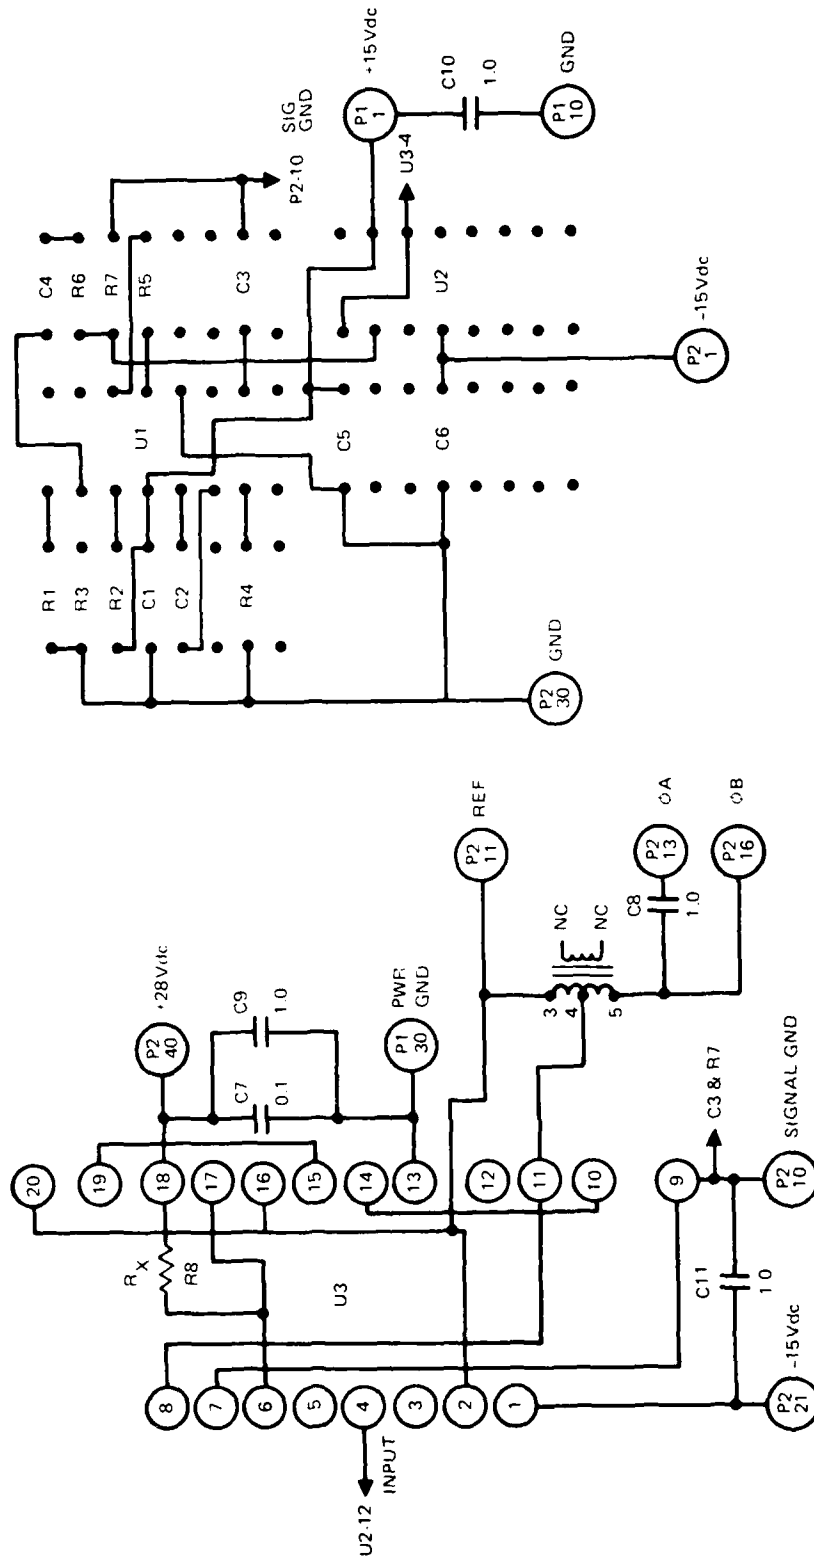 20
19
RX
R8
8
18
P2 40
+28Vdc
7
17
6
16
C7
0.1
C9
1.0
5
15
U3
U2-12
INPUT
4
14
3
13
P1 30
PWR
GND
2
12
P2 11
REF
1
11
3
4
5
NC
NC
10
C8
1.0
P2 13
ΦA
P2 16
ΦB
9
C3 & R7
C11
1.0
P2 21
-15Vdc
P2 10
SIGNAL GND
R1
R3
R2
C1
C2
R4
U1
C5
C6
C4
R6
R7
R5
C3
U2
P2-10
SIG
GND
U3-4
P1 1
+15Vdc
C10
1.0
P1 10
GND
P2 30
GND
P2 1
-15Vdc